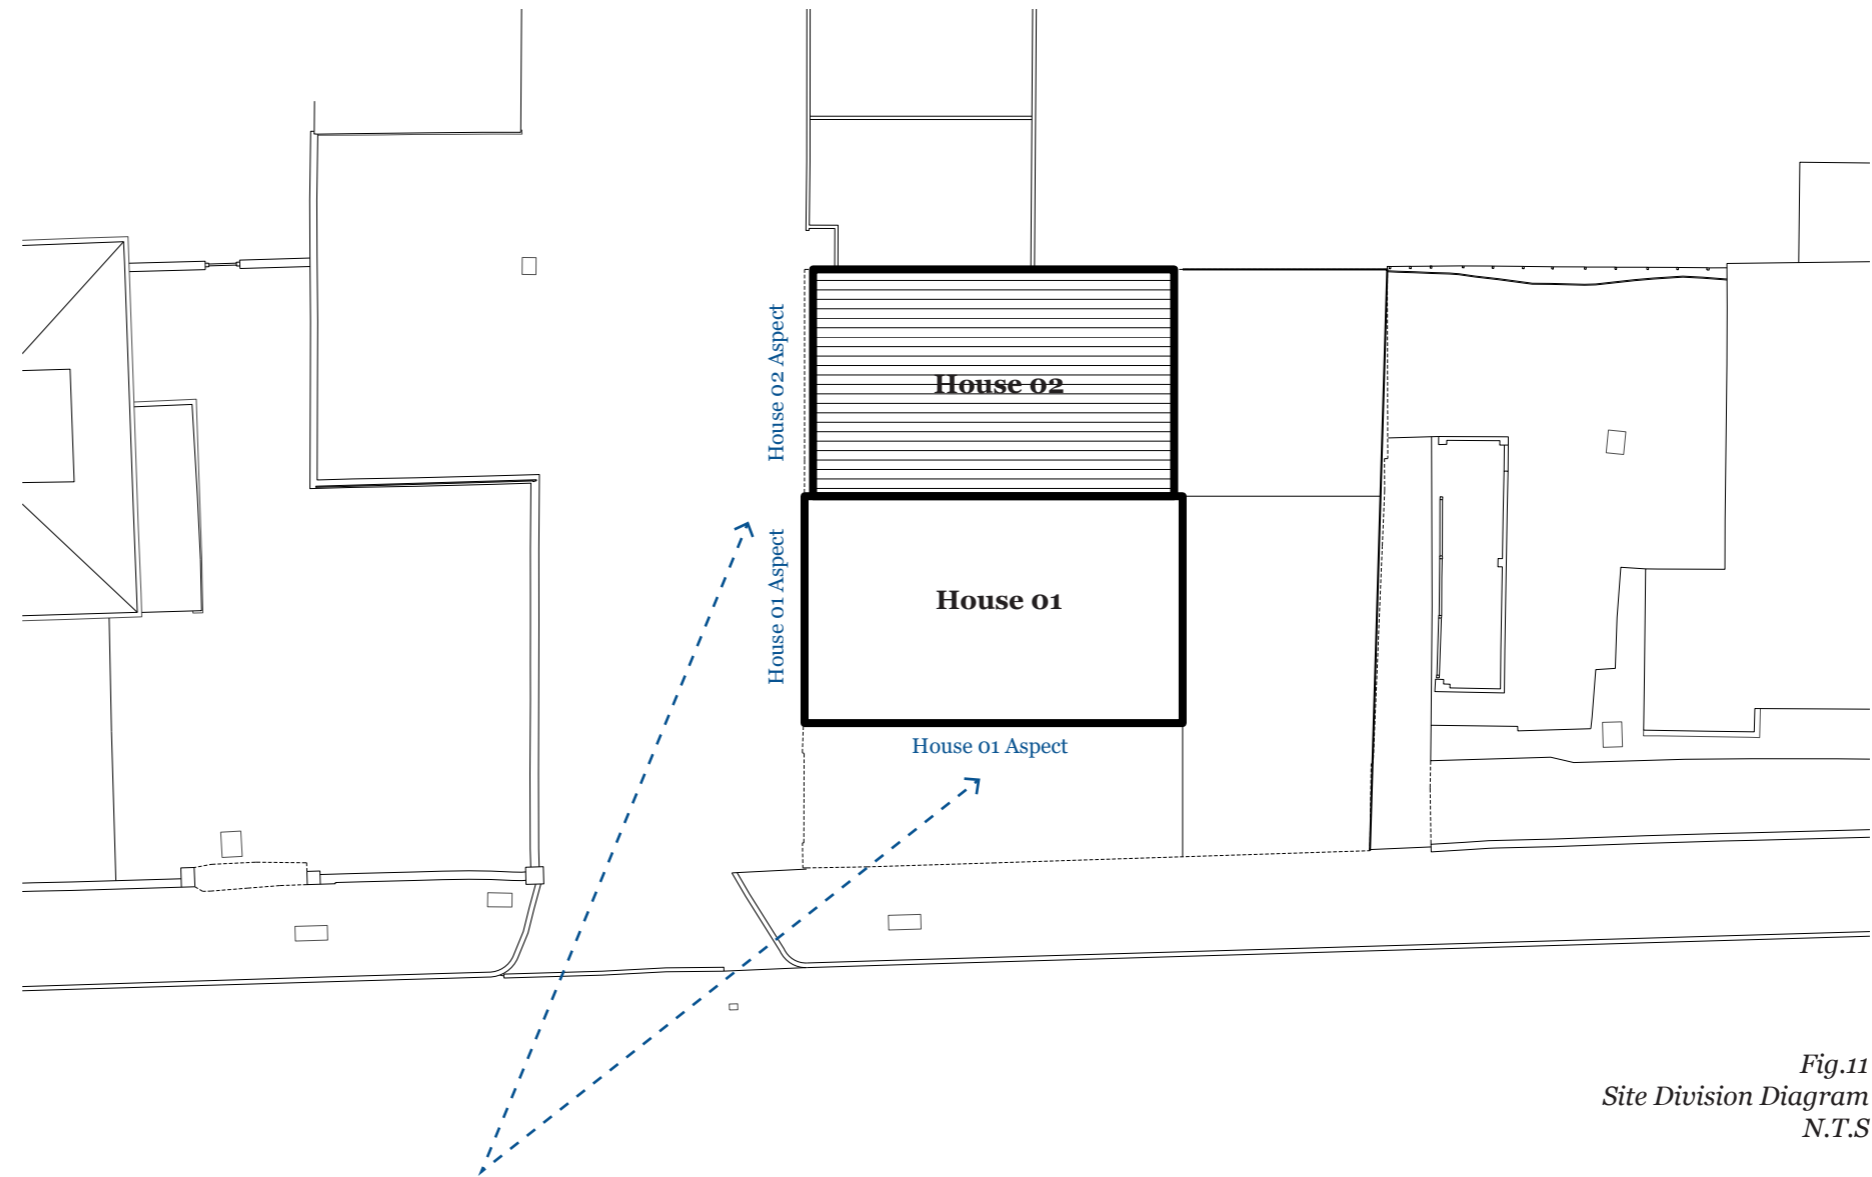 House 02 Aspect
House 02
House 01 Aspect
House 01
House 01 Aspect
Fig.11
Site Division Diagram
N.T.S